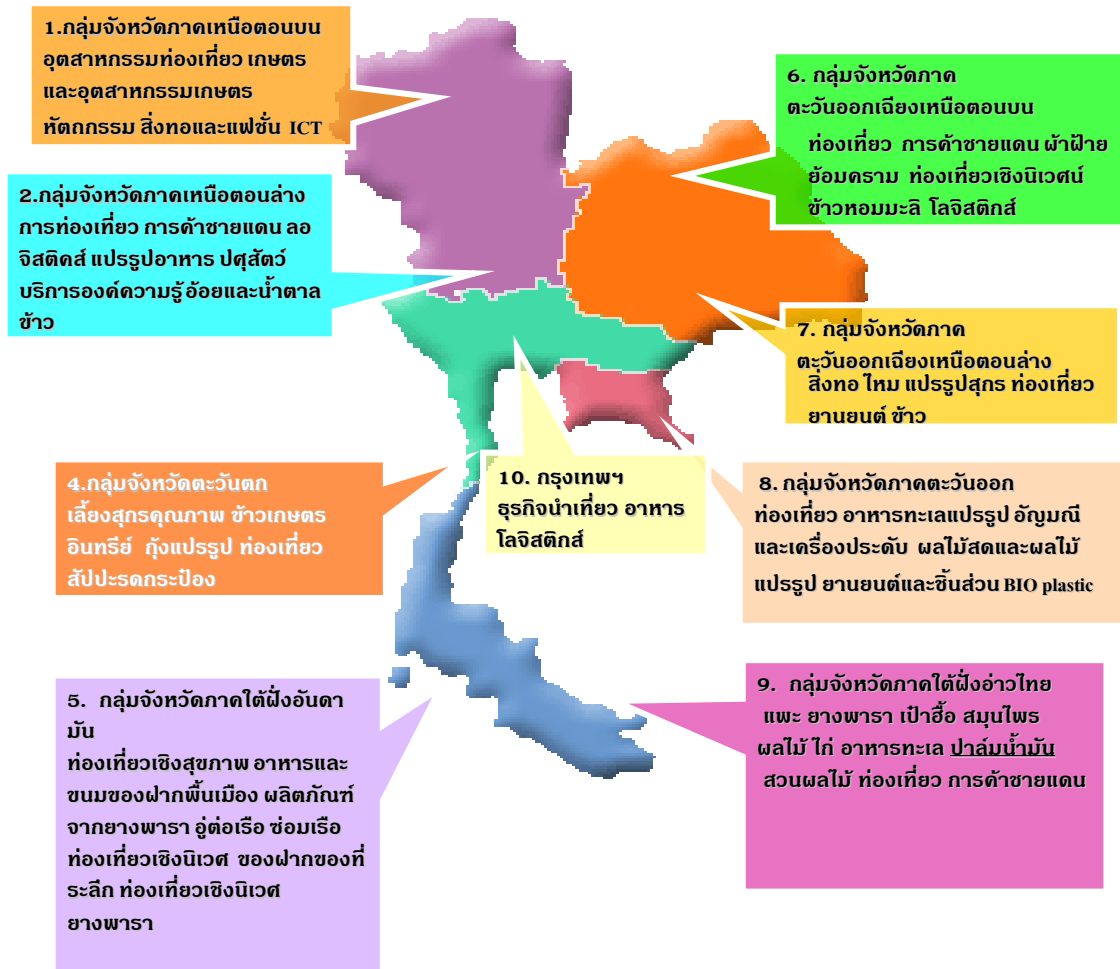 1.กลุ่มจังหวัดภาคเหนือตอนบน
อุตสาหกรรมท่องเที่ยว เกษตร
และอุตสาหกรรมเกษตร
หัตถกรรม สิ่งทอและแฟชั่น ICT
2.กลุ่มจังหวัดภาคเหนือตอนล่าง
การท่องเที่ยว การค้าชายแดน ลอ
จิสติคส์ แปรรูปอาหาร ปศุสัตว์
บริการองค์ความรู้ อ้อยและน้ำตาล
ข้าว
4.กลุ่มจังหวัดตะวันตก
เลี้ยงสุกรคุณภาพ ข้าวเกษตร
อินทรีย์ กุ้งแปรรูป ท่องเที่ยว
สัปปะรดกระป๋อง
5. กลุ่มจังหวัดภาคใต้ฝั่งอันดา
มัน
ท่องเที่ยวเชิงสุขภาพ อาหารและ
ขนมของฝากพื้นเมือง ผลิตภัณฑ์
จากยางพารา อู่ต่อเรือ ซ่อมเรือ
ท่องเที่ยวเชิงนิเวศ ของฝากของที่
ระลึก ท่องเที่ยวเชิงนิเวศ
ยางพารา
6. กลุ่มจังหวัดภาค
ตะวันออกเฉียงเหนือตอนบน
ท่องเที่ยว การค้าชายแดน ผ้าฝ้าย
ย้อมคราม ท่องเที่ยวเชิงนิเวศน์
ข้าวหอมมะลิ โลจิสติกส์
7. กลุ่มจังหวัดภาค
ตะวันออกเฉียงเหนือตอนล่าง
สิ่งทอ ไหม แปรรูปสุกร ท่องเที่ยว
ยานยนต์ ข้าว
8. กลุ่มจังหวัดภาคตะวันออก
ท่องเที่ยว อาหารทะเลแปรรูป อัญมณี
และเครื่องประดับ ผลไม้สดและผลไม้
แปรรูป ยานยนต์และชิ้นส่วน BIO plastic
9. กลุ่มจังหวัดภาคใต้ฝั่งอ่าวไทย
แพะ ยางพารา เป๋าฮื้อ สมุนไพร
ผลไม้ ไก่ อาหารทะเล ปาล์มน้ำมัน
สวนผลไม้ ท่องเที่ยว การค้าชายแดน
10. กรุงเทพฯ
ธุรกิจนำเที่ยว อาหาร
โลจิสติกส์